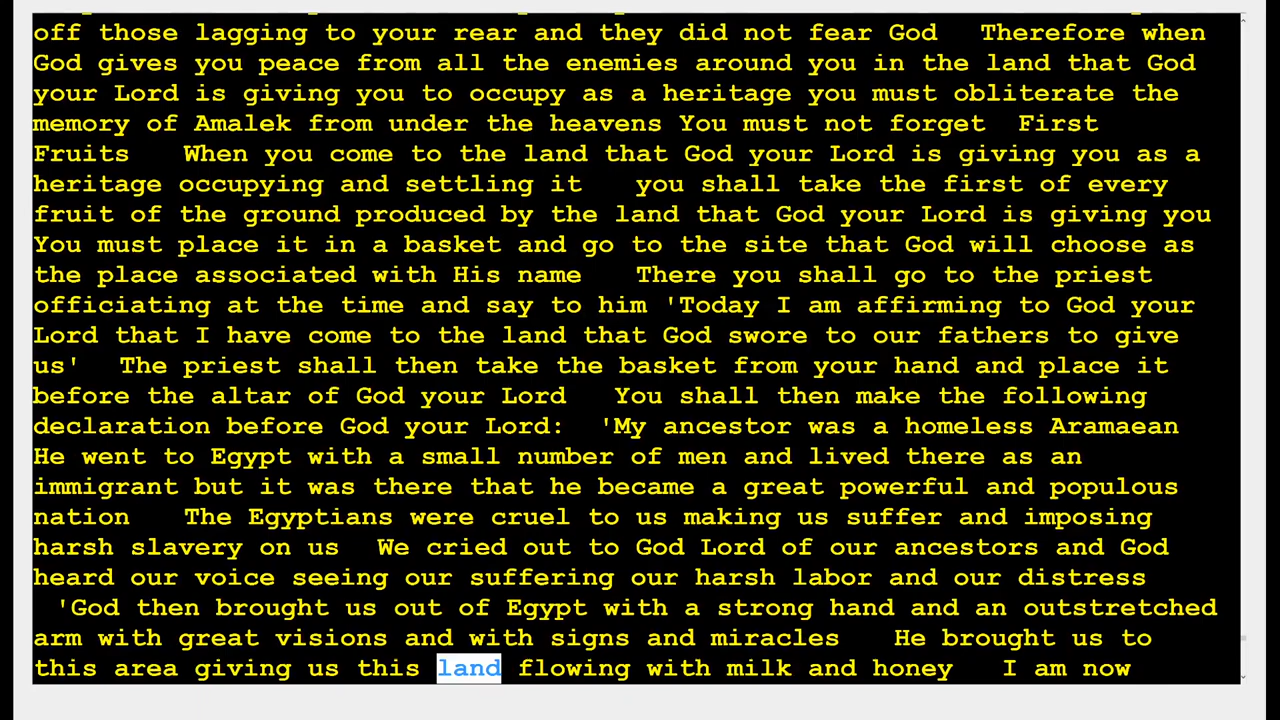 off those lagging to your rear and they did not fear God   Therefore when
God gives you peace from all the enemies around you in the land that God
your Lord is giving you to occupy as a heritage you must obliterate the
memory of Amalek from under the heavens You must not forget  First
Fruits   When you come to the land that God your Lord is giving you as a
heritage occupying and settling it   you shall take the first of every
fruit of the ground produced by the land that God your Lord is giving you
You must place it in a basket and go to the site that God will choose as
the place associated with His name   There you shall go to the priest
officiating at the time and say to him 'Today I am affirming to God your
Lord that I have come to the land that God swore to our fathers to give
us'  The priest shall then take the basket from your hand and place it
before the altar of God your Lord   You shall then make the following
declaration before God your Lord:  'My ancestor was a homeless Aramaean
He went to Egypt with a small number of men and lived there as an
immigrant but it was there that he became a great powerful and populous
nation   The Egyptians were cruel to us making us suffer and imposing
harsh slavery on us  We cried out to God Lord of our ancestors and God
heard our voice seeing our suffering our harsh labor and our distress
'God then brought us out of Egypt with a strong hand and an outstretched
arm with great visions and with signs and miracles   He brought us to
this area giving us this land flowing with milk and honey   I am now